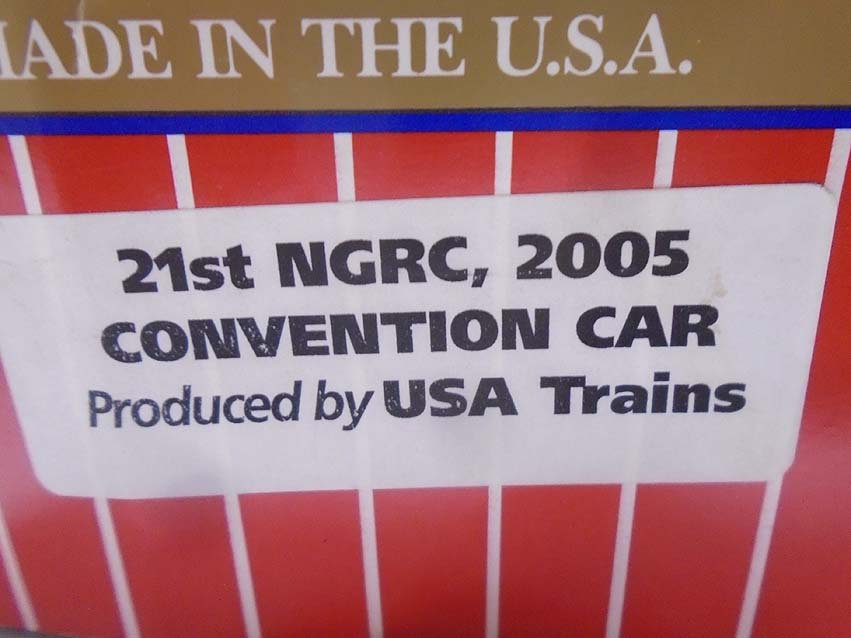 MADE IN THE U.S.A.
21st NGRC, 2005
CONVENTION CAR
Produced by USA Trains